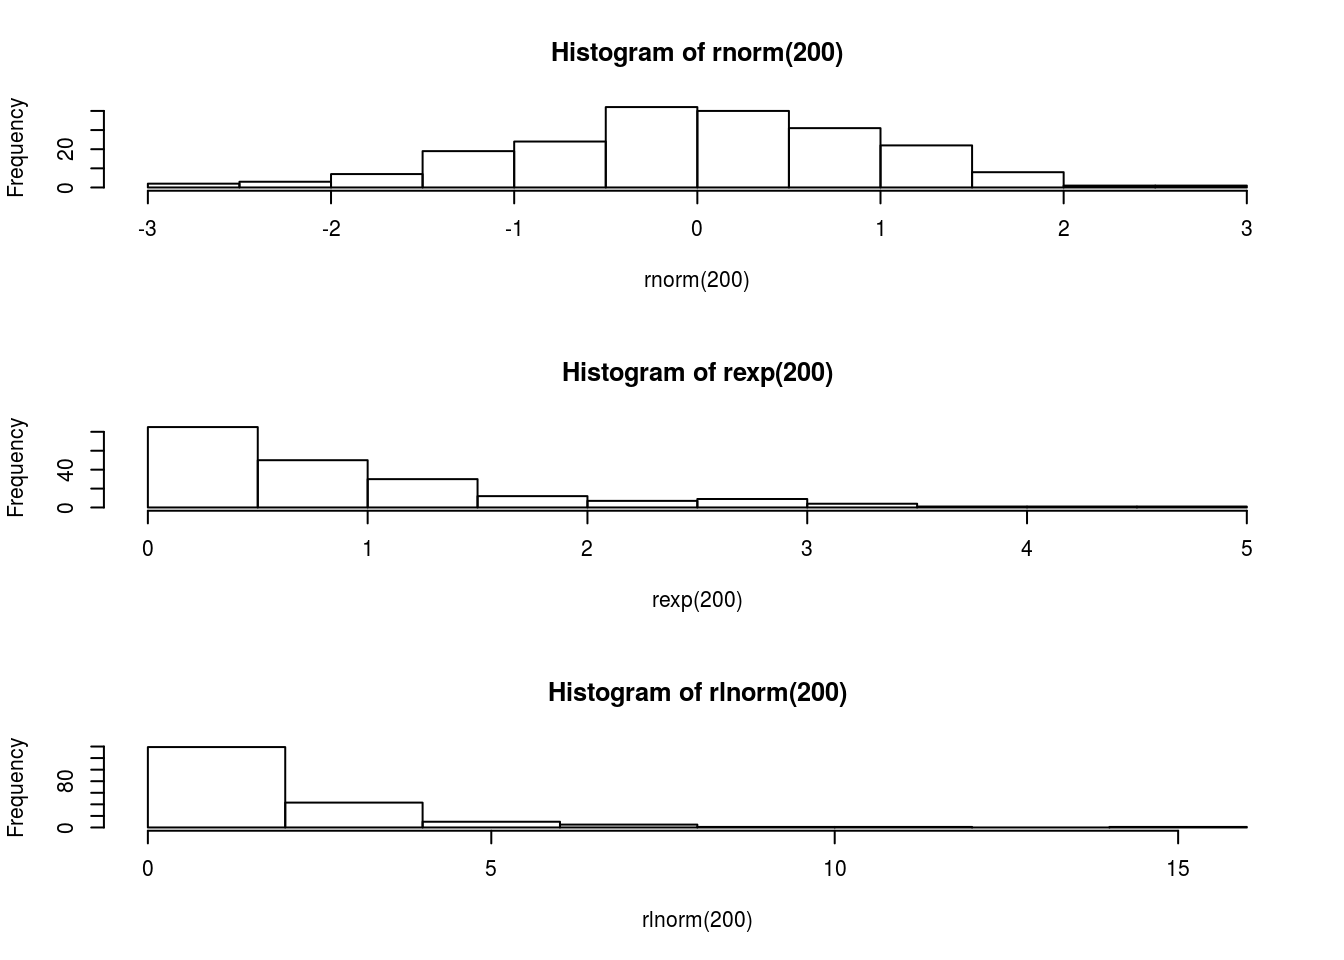 Histogram of rnorm(200)
Frequency
20
0
-3 -2 -1 0 1 2 3
rnorm(200)
Histogram of rexp(200)
Frequency
40
0
0 1 2 3 4 5
rexp(200)
Histogram of rlnorm(200)
Frequency
80
0
0 5 10 15
rlnorm(200)